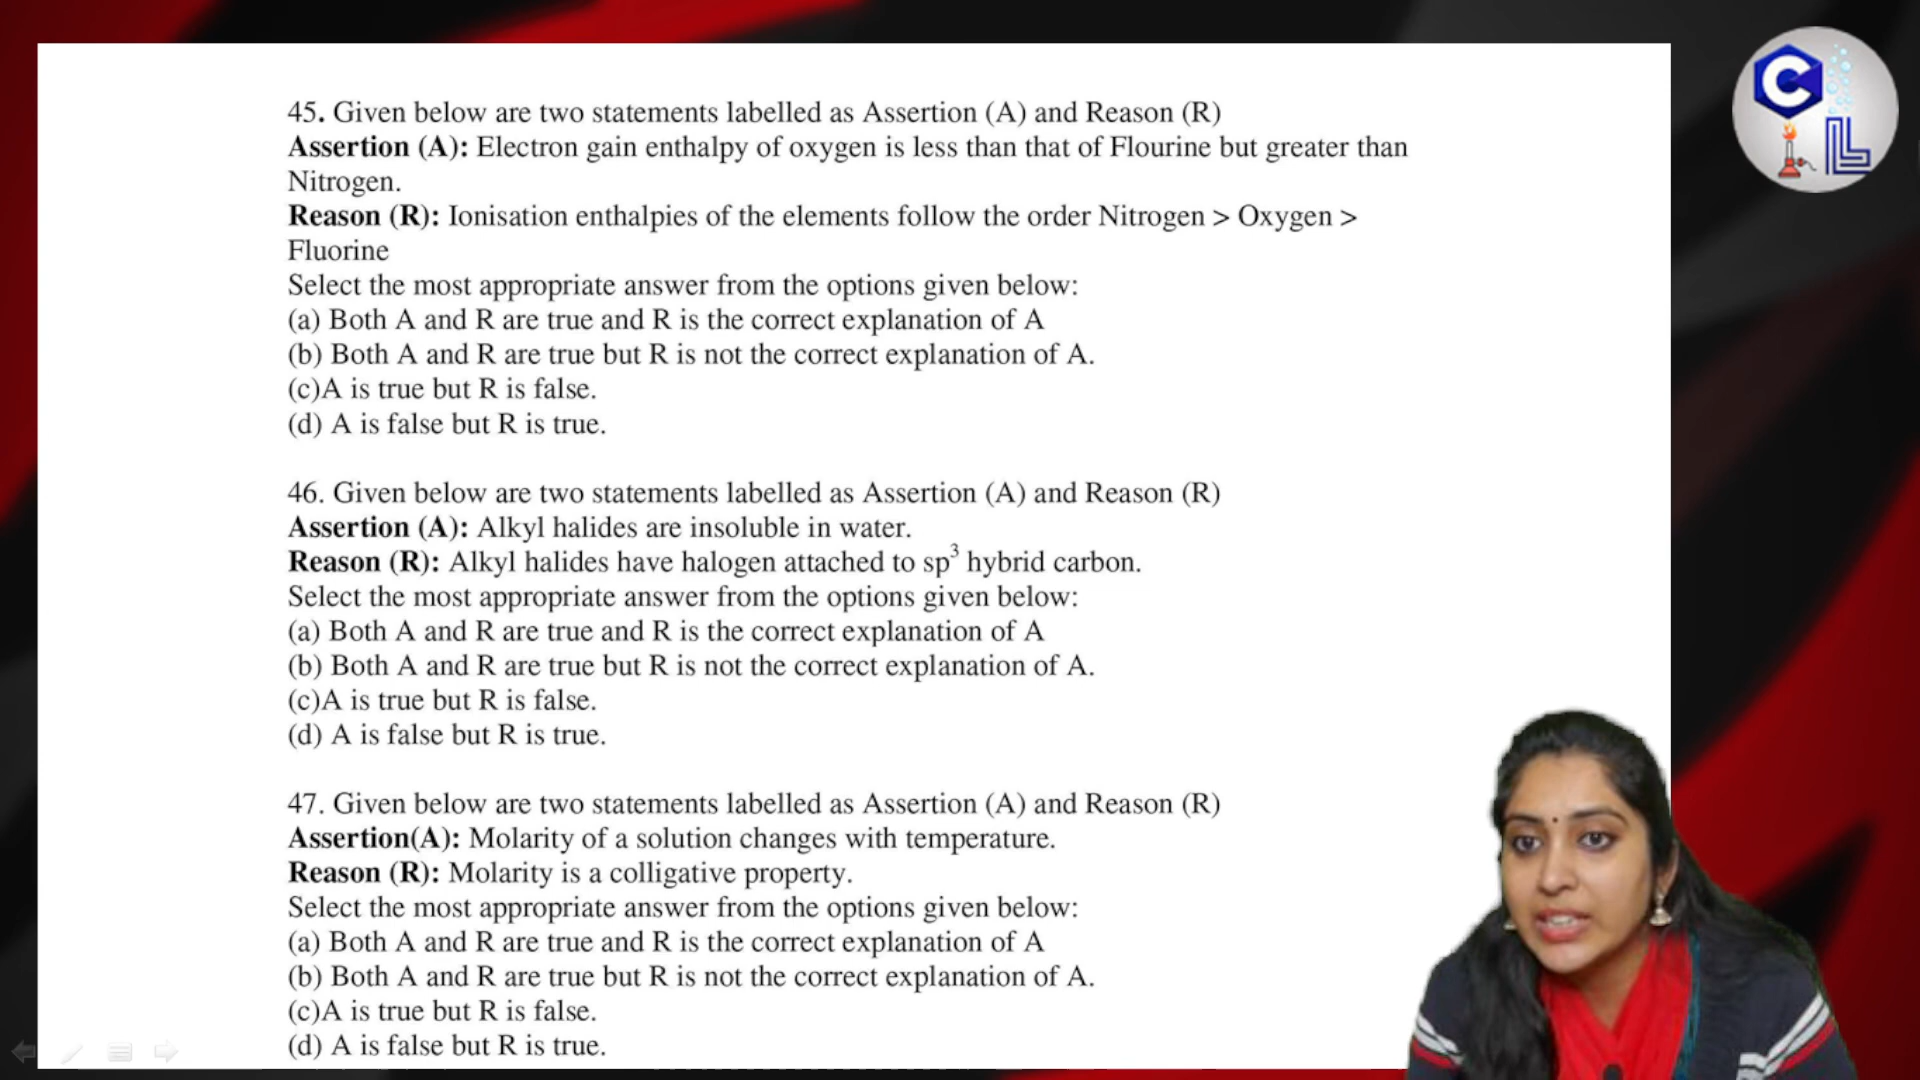 45. Given below are two statements labelled as Assertion (A) and Reason (R)
Assertion (A): Electron gain enthalpy of oxygen is less than that of Flourine but greater than
Nitrogen.
Reason (R): Ionisation enthalpies of the elements follow the order Nitrogen > Oxygen >
Fluorine
Select the most appropriate answer from the options given below:
(a) Both A and R are true and R is the correct explanation of A
(b) Both A and R are true but R is not the correct explanation of A.
(c)A is true but R is false.
(d) A is false but R is true.
46. Given below are two statements labelled as Assertion (A) and Reason (R)
Assertion (A): Alkyl halides are insoluble in water.
Reason (R): Alkyl halides have halogen attached to sp³ hybrid carbon.
Select the most appropriate answer from the options given below:
(a) Both A and R are true and R is the correct explanation of A
(b) Both A and R are true but R is not the correct explanation of A.
(c)A is true but R is false.
(d) A is false but R is true.
47. Given below are two statements labelled as Assertion (A) and Reason (R)
Assertion(A): Molarity of a solution changes with temperature.
Reason (R): Molarity is a colligative property.
Select the most appropriate answer from the options given below:
(a) Both A and R are true and R is the correct explanation of A
(b) Both A and R are true but R is not the correct explanation of A.
(c)A is true but R is false.
(d) A is false but R is true.
C
L